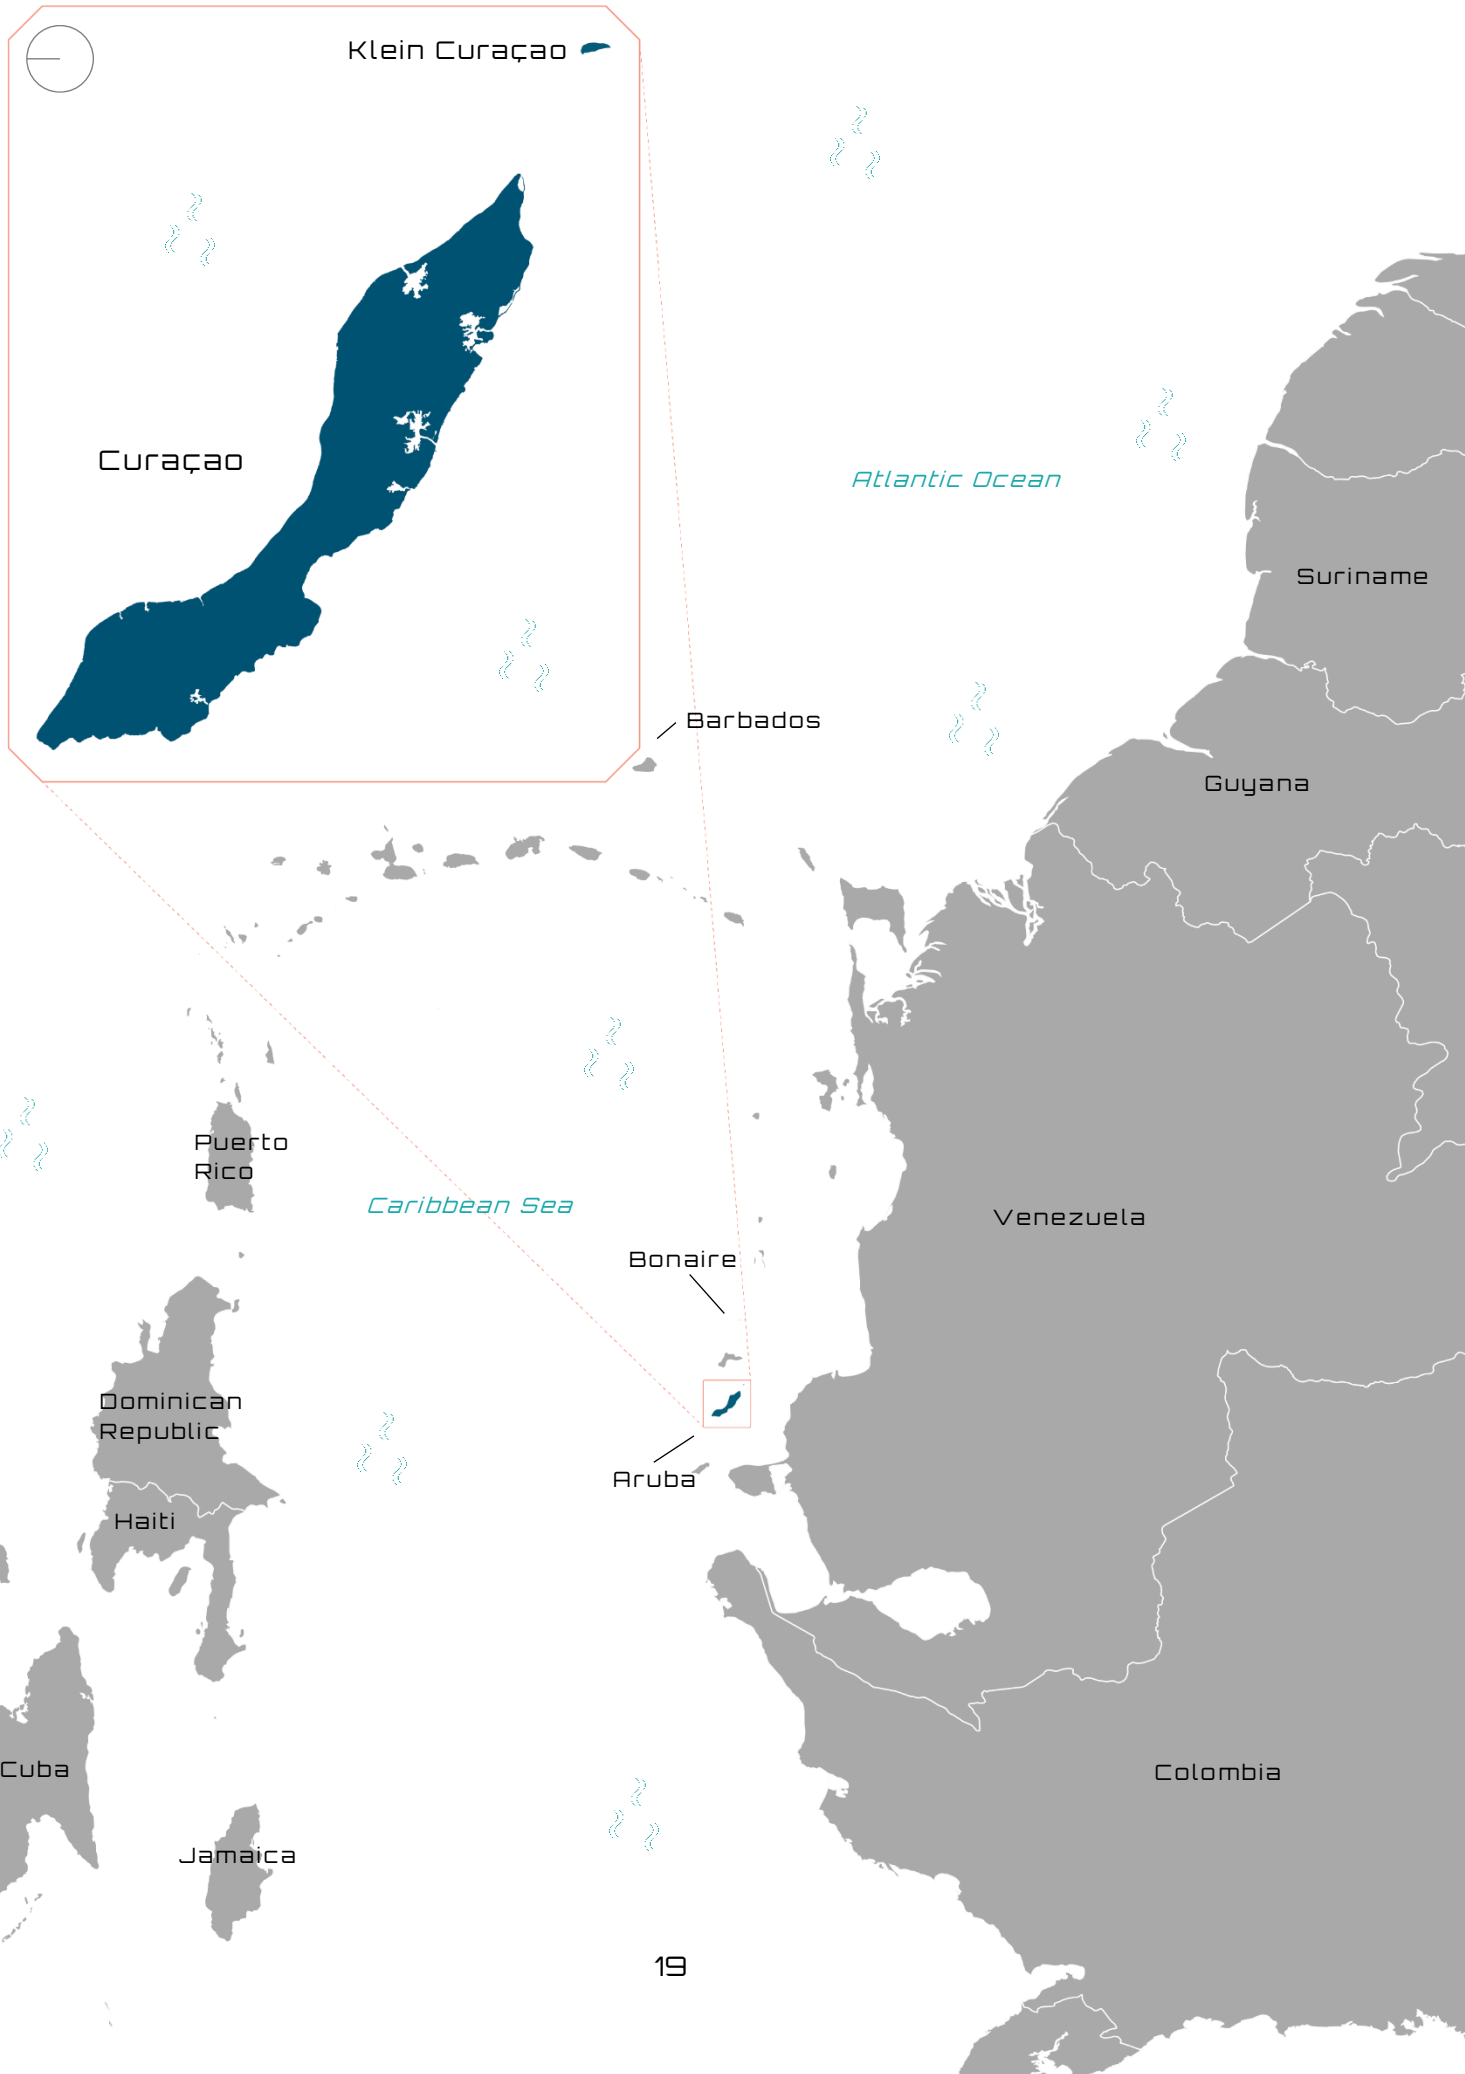 Klein Curaçao
Curaçao
Atlantic Ocean
Suriname
Barbados
Guyana
Puerto
Rico
Caribbean Sea
Venezuela
Bonaire
Dominican
Republic
Aruba
Haiti
Cuba
Colombia
Jamaica
19